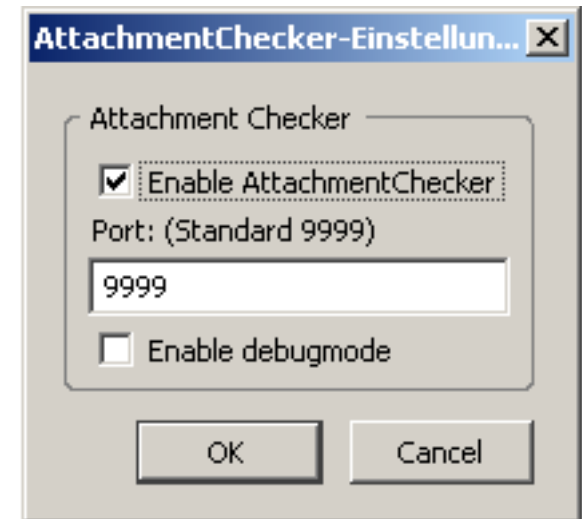 AttachmentChecker-Einstellun...
Attachment Checker
Enable AttachmentChecker
Port: (Standard 9999)
9999
Enable debugmode
OK Cancel